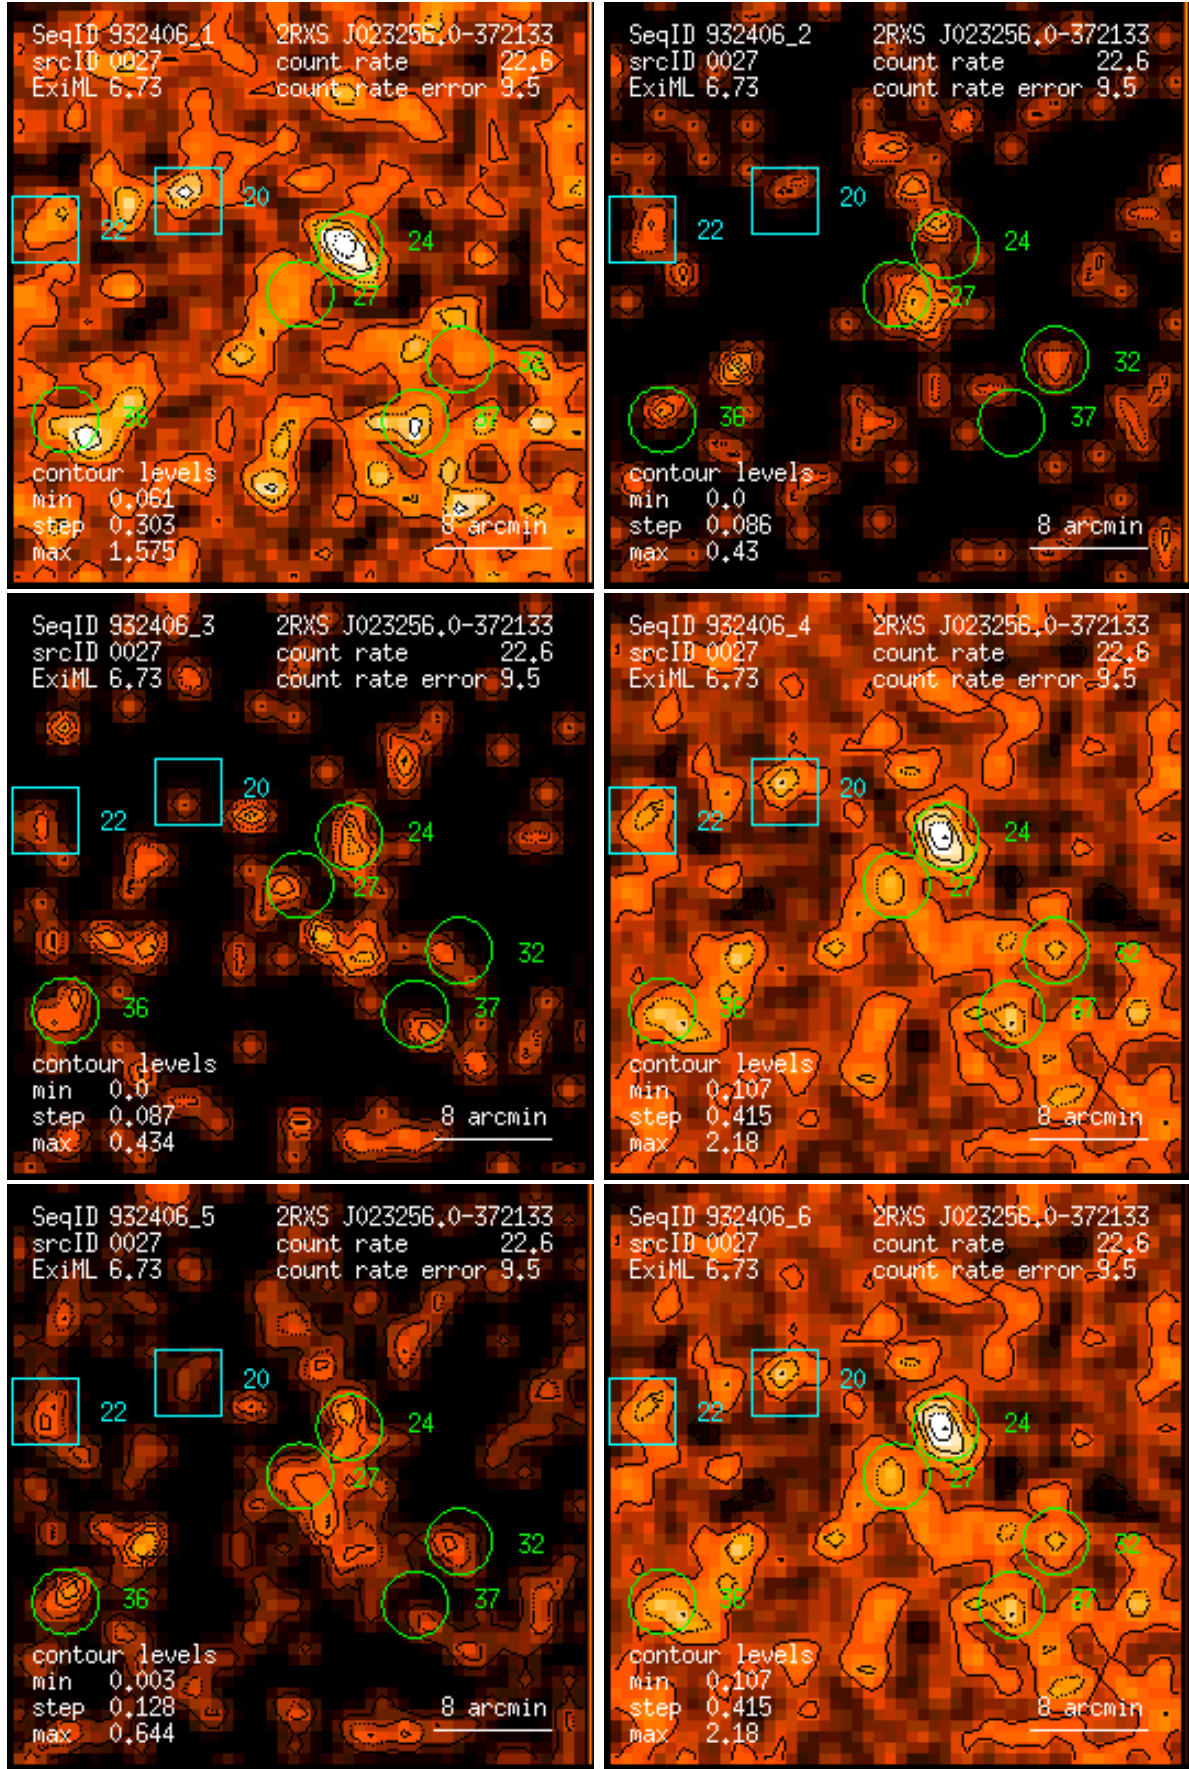 SeqID 932406_1 2RXS J023256.0-372133
srcID 0027 count rate 22.6
ExiML 6.73 count rate error 9.5
20
22
24
27
32
36
37
contour levels
min 0.061
step 0.303
max 1.575
8 arcmin
SeqID 932406_2 2RXS J023256.0-372133
srcID 0027 count rate 22.6
ExiML 6.73 count rate error 9.5
20
22
24
27
32
36
37
contour levels
min 0.0
step 0.086
max 0.43
8 arcmin
SeqID 932406_3 2RXS J023256.0-372133
srcID 0027 count rate 22.6
ExiML 6.73 count rate error 9.5
20
22
24
27
32
36
37
contour levels
min 0.0
step 0.087
max 0.434
8 arcmin
SeqID 932406_4 2RXS J023256.0-372133
srcID 0027 count rate 22.6
ExiML 6.73 count rate error 9.5
20
22
24
27
32
36
37
contour levels
min 0.107
step 0.415
max 2.18
8 arcmin
SeqID 932406_5 2RXS J023256.0-372133
srcID 0027 count rate 22.6
ExiML 6.73 count rate error 9.5
20
22
24
27
32
36
37
contour levels
min 0.003
step 0.128
max 0.644
8 arcmin
SeqID 932406_6 2RXS J023256.0-372133
srcID 0027 count rate 22.6
ExiML 6.73 count rate error 9.5
20
22
24
27
32
36
37
contour levels
min 0.107
step 0.415
max 2.18
8 arcmin